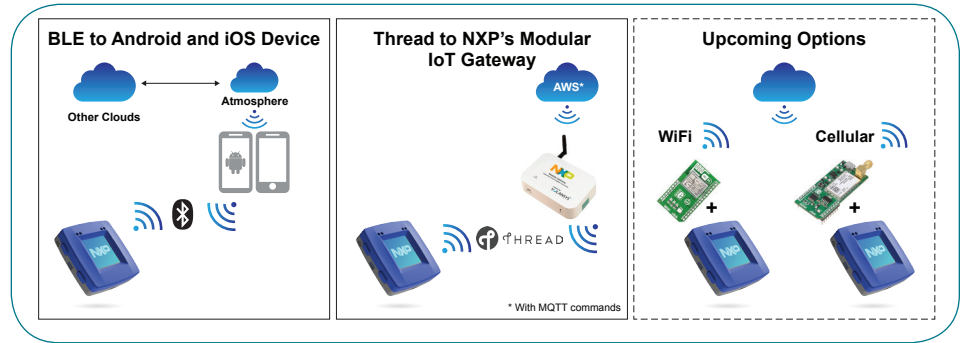 BLE to Android and iOS Device
Other Clouds
Atmosphere
NXP
Thread to NXP's Modular
IoT Gateway
AWS*
NXP
THREAD
NXP
* With MQTT commands
Upcoming Options
WiFi
Cellular
+
+
NXP
NXP